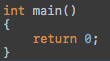 int main()
{
    return 0;
}